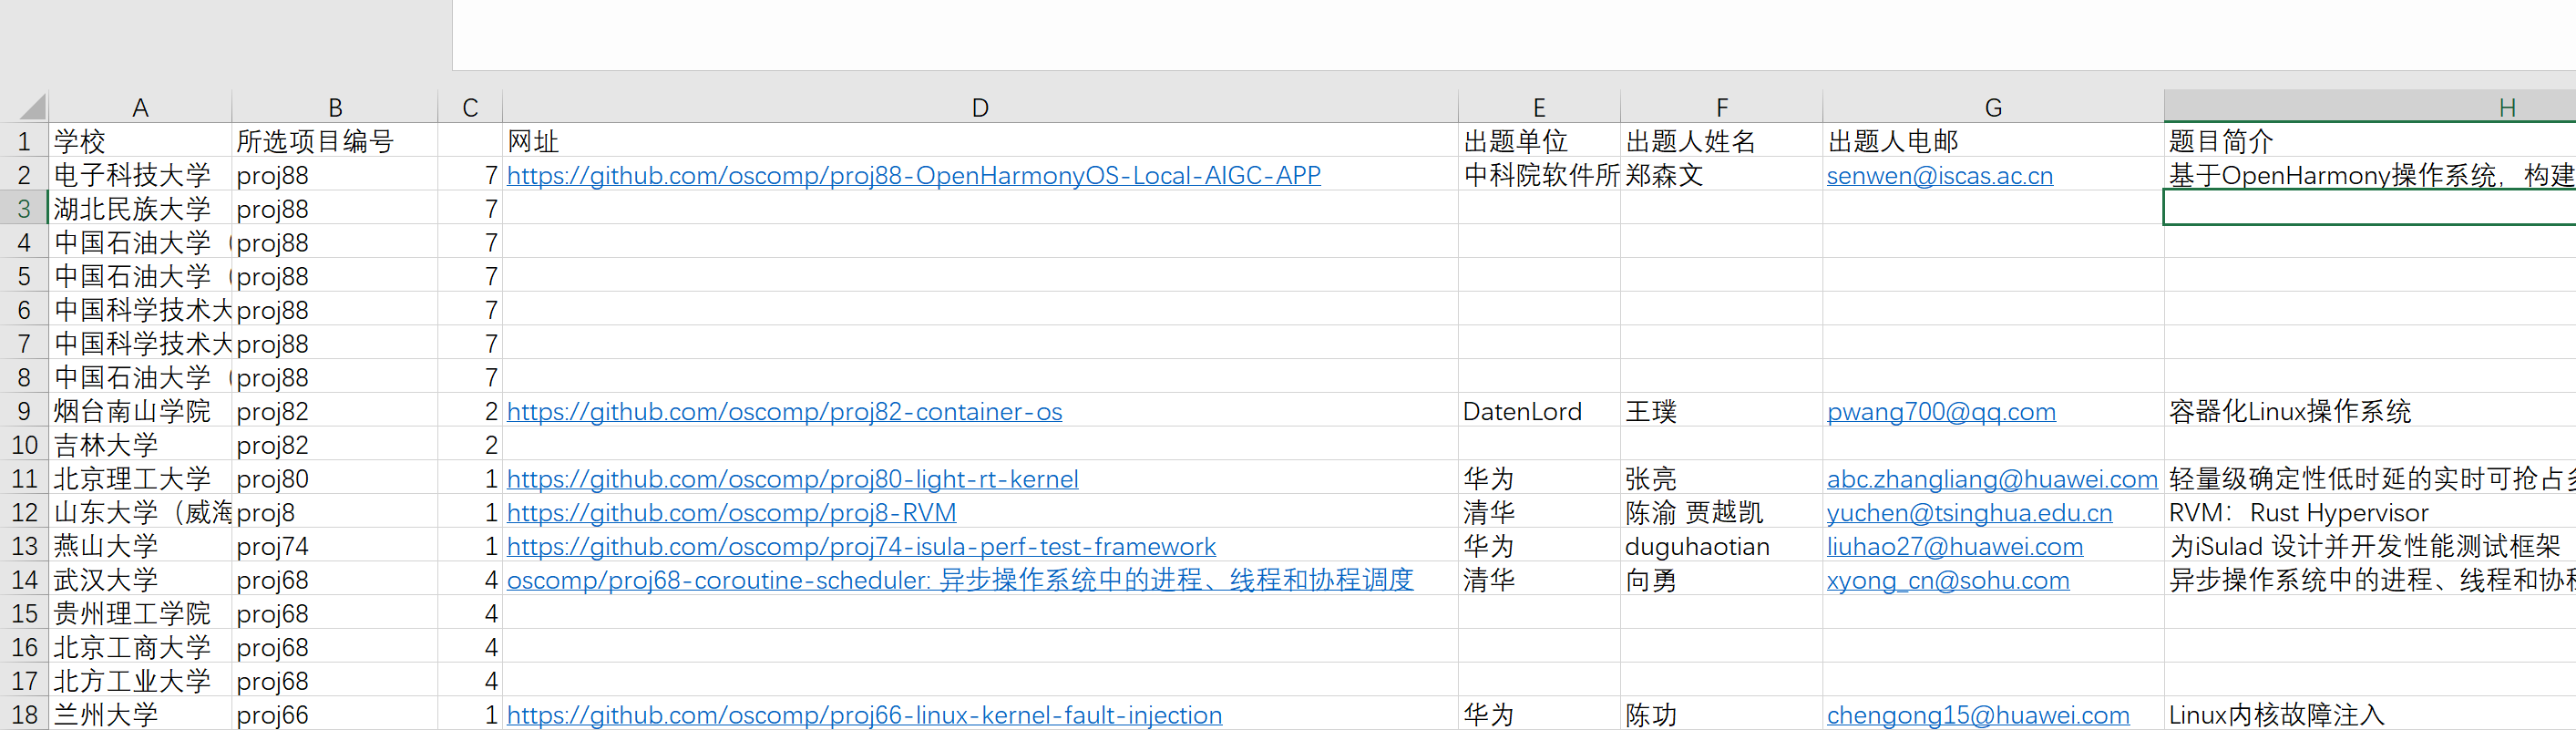 A B C D E F G H
1 学校 所选项目编号 网址 出题单位 出题人姓名 出题人电邮 题目简介
2 电子科技大学 proj88 7 https://github.com/oscomp/proj88-OpenHarmonyOS-Local-AIGC-APP 中科院软件所 郑森文 senwen@iscas.ac.cn 基于OpenHarmony操作系统，构建
3 湖北民族大学 proj88 7
4 中国石油大学（ proj88 7
5 中国石油大学（ proj88 7
6 中国科学技术大 proj88 7
7 中国科学技术大 proj88 7
8 中国石油大学（ proj88 7
9 烟台南山学院 proj82 2 https://github.com/oscomp/proj82-container-os DatenLord 王璞 pwang700@qq.com 容器化Linux操作系统
10 吉林大学 proj82 2
11 北京理工大学 proj80 1 https://github.com/oscomp/proj80-light-rt-kernel 华为 张亮 abc.zhangliang@huawei.com 轻量级确定性低时延的实时可抢占
12 山东大学（威海 proj8 1 https://github.com/oscomp/proj8-RVM 清华 陈渝 贾越凯 yuchen@tsinghua.edu.cn RVM：Rust Hypervisor
13 燕山大学 proj74 1 https://github.com/oscomp/proj74-isula-perf-test-framework 华为 duguhaotian liuhao27@huawei.com 为iSulad 设计并开发性能测试框架
14 武汉大学 proj68 4 oscomp/proj68-coroutine-scheduler: 异步操作系统中的进程、线程和协程调度 清华 向勇 xyong_cn@sohu.com 异步操作系统中的进程、线程和协
15 贵州理工学院 proj68 4
16 北京工商大学 proj68 4
17 北方工业大学 proj68 4
18 兰州大学 proj66 1 https://github.com/oscomp/proj66-linux-kernel-fault-injection 华为 陈功 chengong15@huawei.com Linux内核故障注入